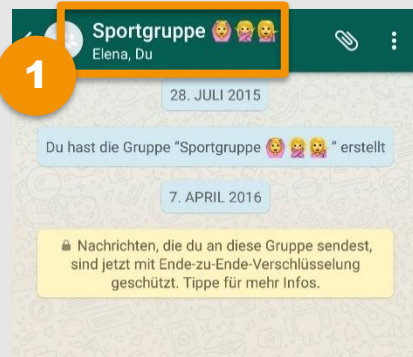 Sportgruppe 🙆🙅💁
Elena, Du
1
28. JULI 2015
Du hast die Gruppe "Sportgruppe 🙆🙅💁" erstellt
7. APRIL 2016
🔒 Nachrichten, die du an diese Gruppe sendest,
sind jetzt mit Ende-zu-Ende-Verschlüsselung
geschützt. Tippe für mehr Infos.